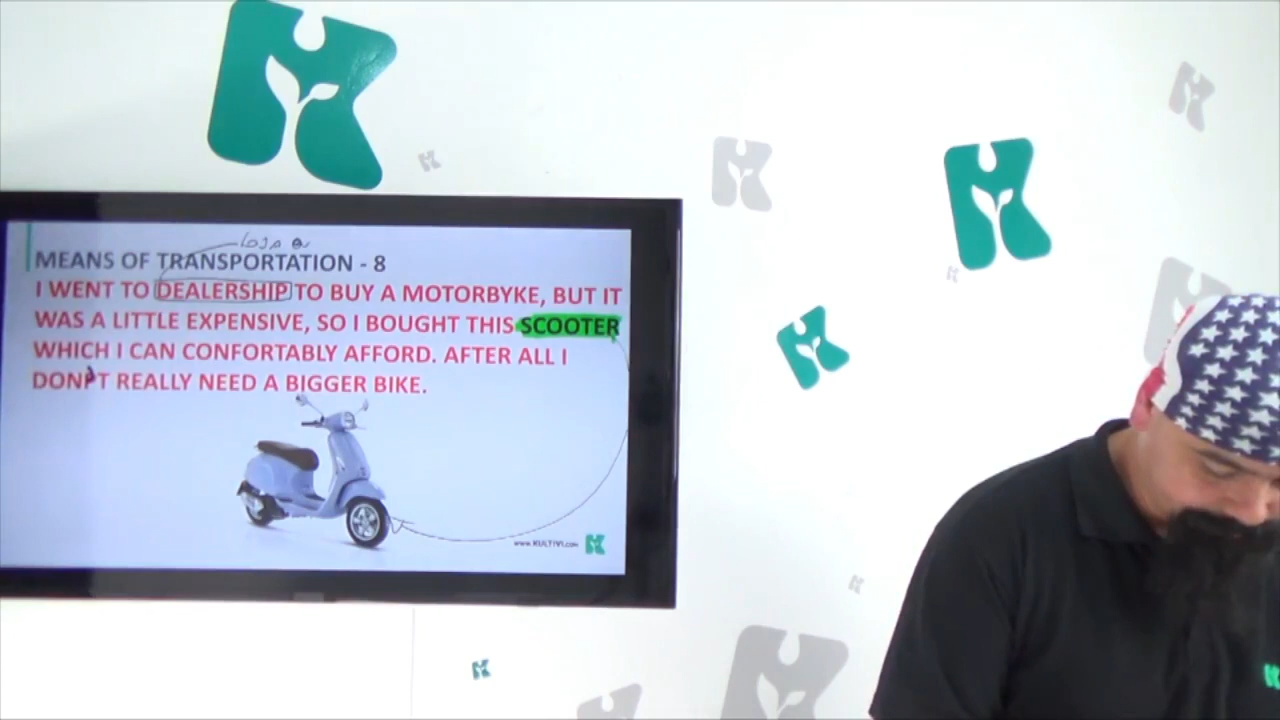 LOJA
MEANS OF TRANSPORTATION - 8
I WENT TO DEALERSHIP TO BUY A MOTORBYKE, BUT IT
WAS A LITTLE EXPENSIVE, SO I BOUGHT THIS SCOOTER
WHICH I CAN CONFORTABLY AFFORD. AFTER ALL I
DON'T REALLY NEED A BIGGER BIKE.
www.KULTIVI.COM